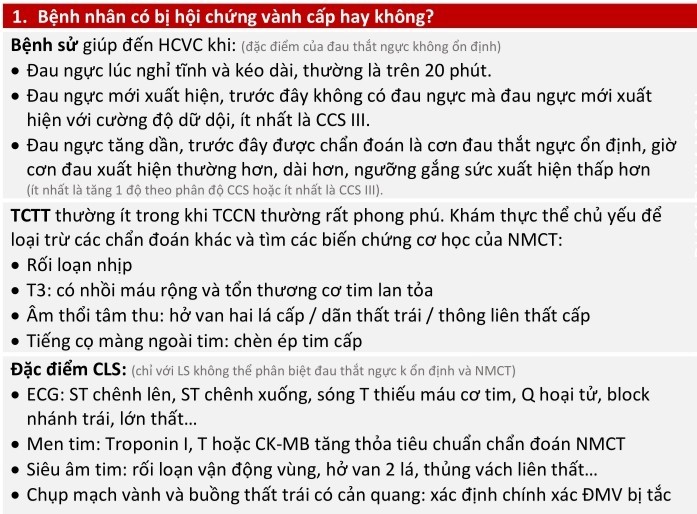 1. Bệnh nhân có bị hội chứng vành cấp hay không?
Bệnh sử giúp đến HCVC khi: (đặc điểm của đau thắt ngực không ổn định)
• Đau ngực lúc nghỉ tĩnh và kéo dài, thường là trên 20 phút.
• Đau ngực mới xuất hiện, trước đây không có đau ngực mà đau ngực mới xuất
hiện với cường độ dữ dội, ít nhất là CCS III.
• Đau ngực tăng dần, trước đây được chẩn đoán là cơn đau thắt ngực ổn định, giờ
cơn đau xuất hiện thường hơn, dài hơn, ngưỡng gắng sức xuất hiện thấp hơn
(ít nhất là tăng 1 độ theo phân độ CCS hoặc ít nhất là CCS III).
TCTT thường ít trong khi TCCN thường rất phong phú. Khám thực thể chủ yếu để
loại trừ các chẩn đoán khác và tìm các biến chứng cơ học của NMCT:
• Rối loạn nhịp
• T3: có nhồi máu rộng và tổn thương cơ tim lan tỏa
• Âm thổi tâm thu: hở van hai lá cấp / dãn thất trái / thông liên thất cấp
• Tiếng cọ màng ngoài tim: chèn ép tim cấp
Đặc điểm CLS: (chỉ với LS không thể phân biệt đau thắt ngực k ổn định và NMCT)
• ECG: ST chênh lên, ST chênh xuống, sóng T thiếu máu cơ tim, Q hoại tử, block
nhánh trái, lớn thất...
• Men tim: Troponin I, T hoặc CK-MB tăng thỏa tiêu chuẩn chẩn đoán NMCT
• Siêu âm tim: rối loạn vận động vùng, hở van 2 lá, thủng vách liên thất...
• Chụp mạch vành và buồng thất trái có cản quang: xác định chính xác ĐMV bị tắc